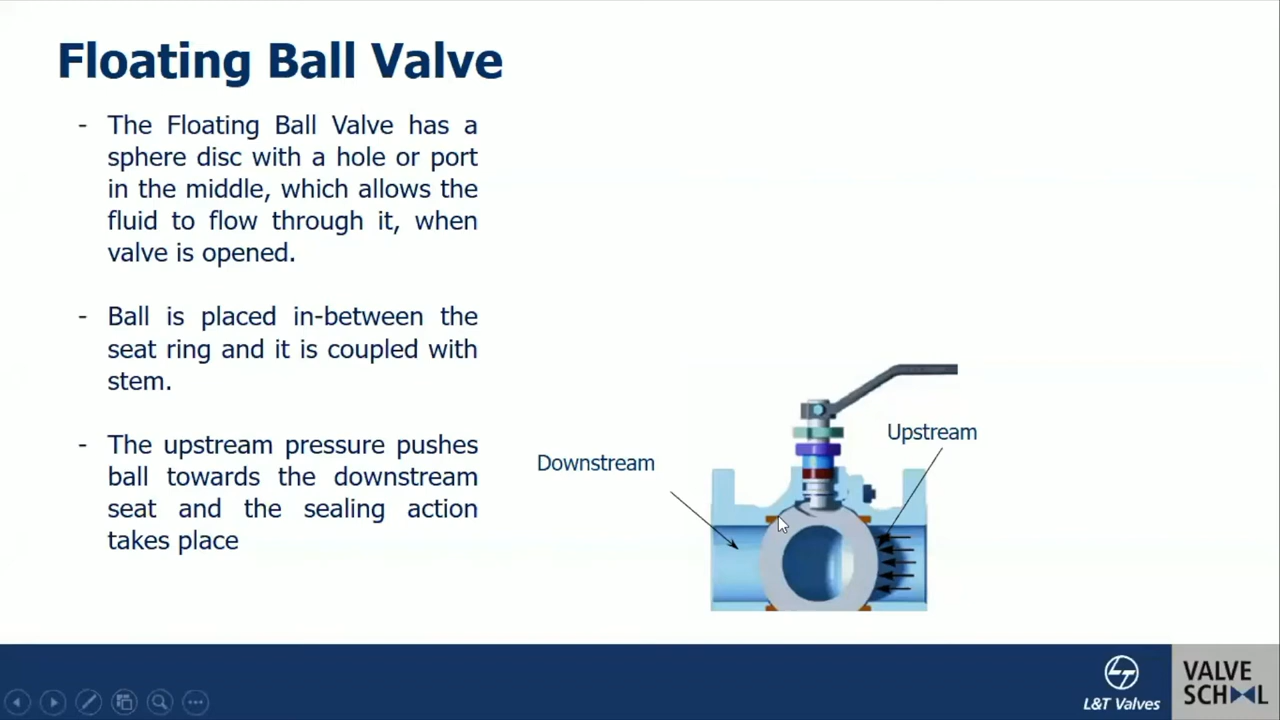 Floating Ball Valve
- The Floating Ball Valve has a
sphere disc with a hole or port
in the middle, which allows the
fluid to flow through it, when
valve is opened.
- Ball is placed in-between the
seat ring and it is coupled with
stem.
- The upstream pressure pushes
ball towards the downstream
seat and the sealing action
takes place
Upstream
Downstream
L&T Valves
VALVE
SCHOOL